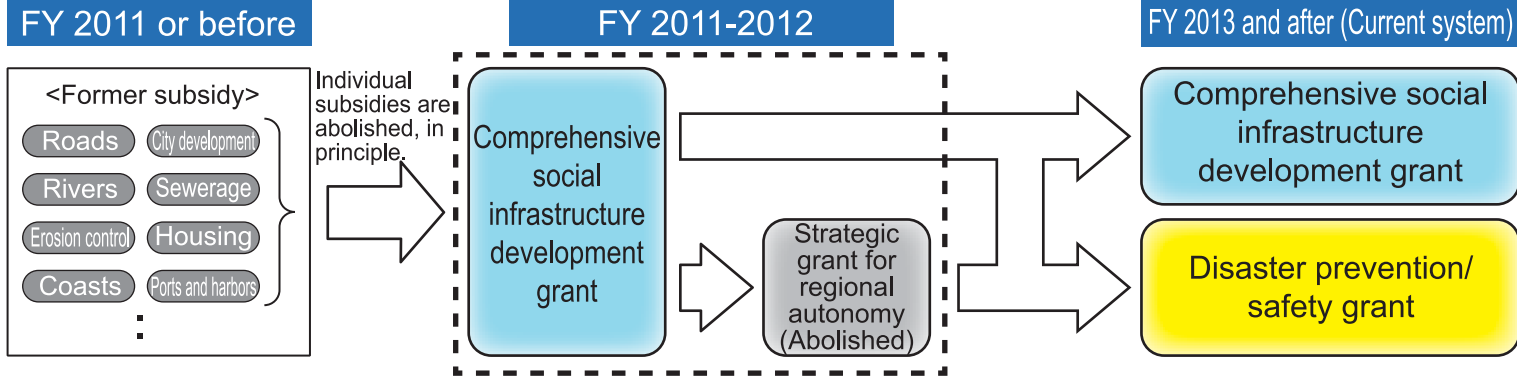 FY 2011 or before
FY 2011-2012
FY 2013 and after (Current system)
<Former subsidy>
Roads
City development
Rivers
Sewerage
Erosion control
Housing
Coasts
Ports and harbors
:
Individual
subsidies are
abolished, in
principle.
Comprehensive
social
infrastructure
development
grant
Strategic
grant for
regional
autonomy
(Abolished)
Comprehensive social
infrastructure
development grant
Disaster prevention/
safety grant